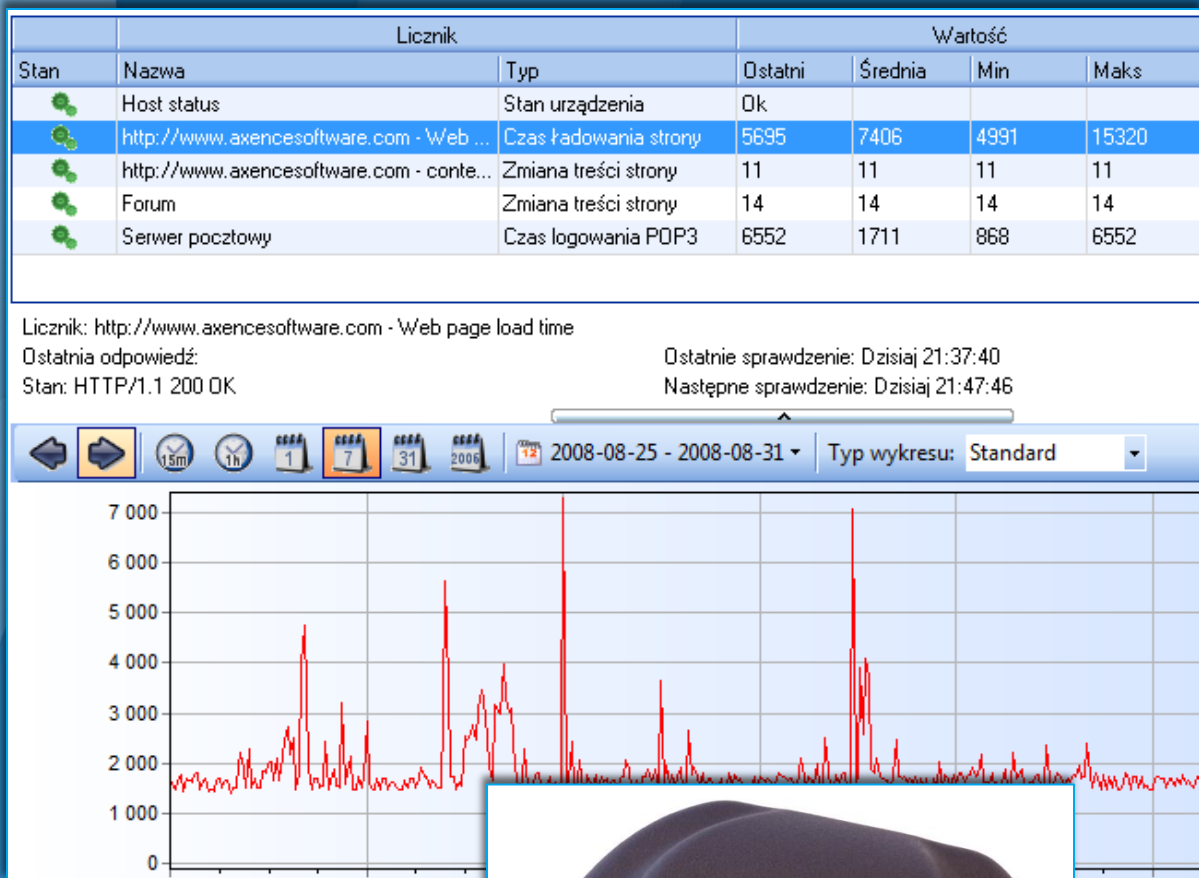 Licznik Wartość
Stan Nazwa Typ Ostatni Średnia Min Maks
Host status Stan urządzenia Ok
http://www.axencesoftware.com - Web ... Czas ładowania strony 5695 7406 4991 15320
http://www.axencesoftware.com - conte... Zmiana treści strony 11 11 11 11
Forum Zmiana treści strony 14 14 14 14
Serwer pocztowy Czas logowania POP3 6552 1711 868 6552
Licznik: http://www.axencesoftware.com - Web page load time
Ostatnia odpowiedź: Ostatnie sprawdzenie: Dzisiaj 21:37:40
Stan: HTTP/1.1 200 OK Następne sprawdzenie: Dzisiaj 21:47:46
15m 1h 1 7 31 2006 12 2008-08-25 - 2008-08-31 Typ wykresu: Standard
7 000
6 000
5 000
4 000
3 000
2 000
1 000
0